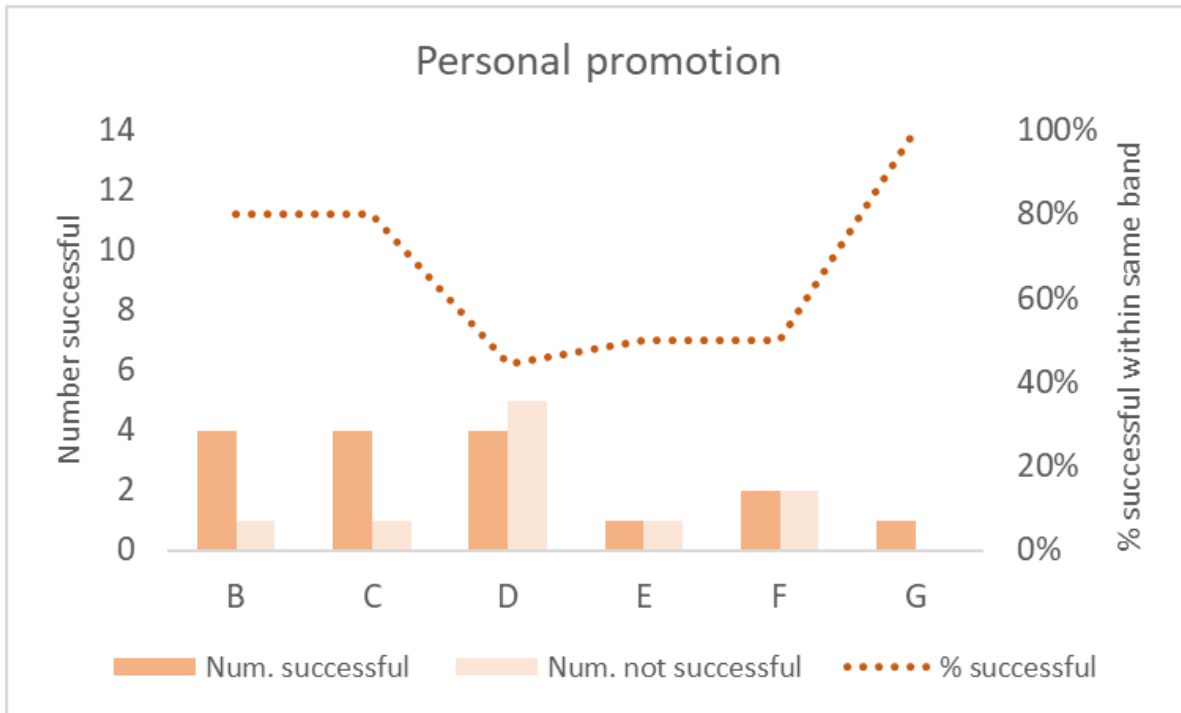 Personal promotion
14
12
10
8
6
4
2
0
Number successful
100%
80%
60%
40%
20%
0%
% successful within same band
B C D E F G
Num. successful Num. not successful % successful